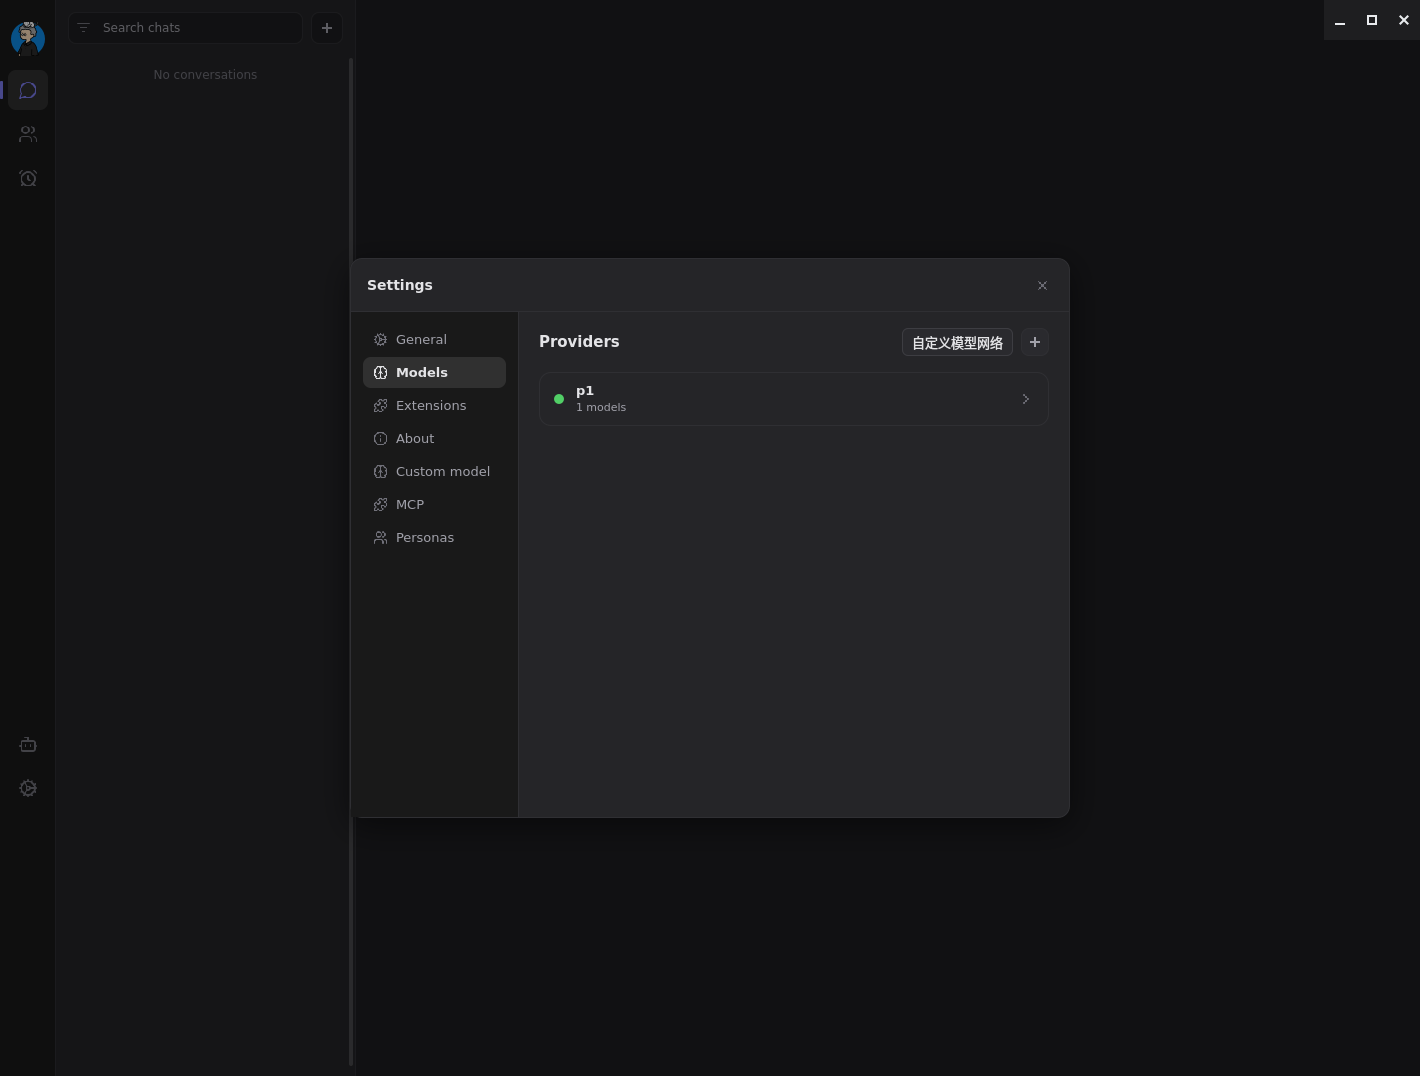 Search chats
No conversations
Settings
General
Models
Extensions
About
Custom model
MCP
Personas
Providers
自定义模型网络
p1
1 models